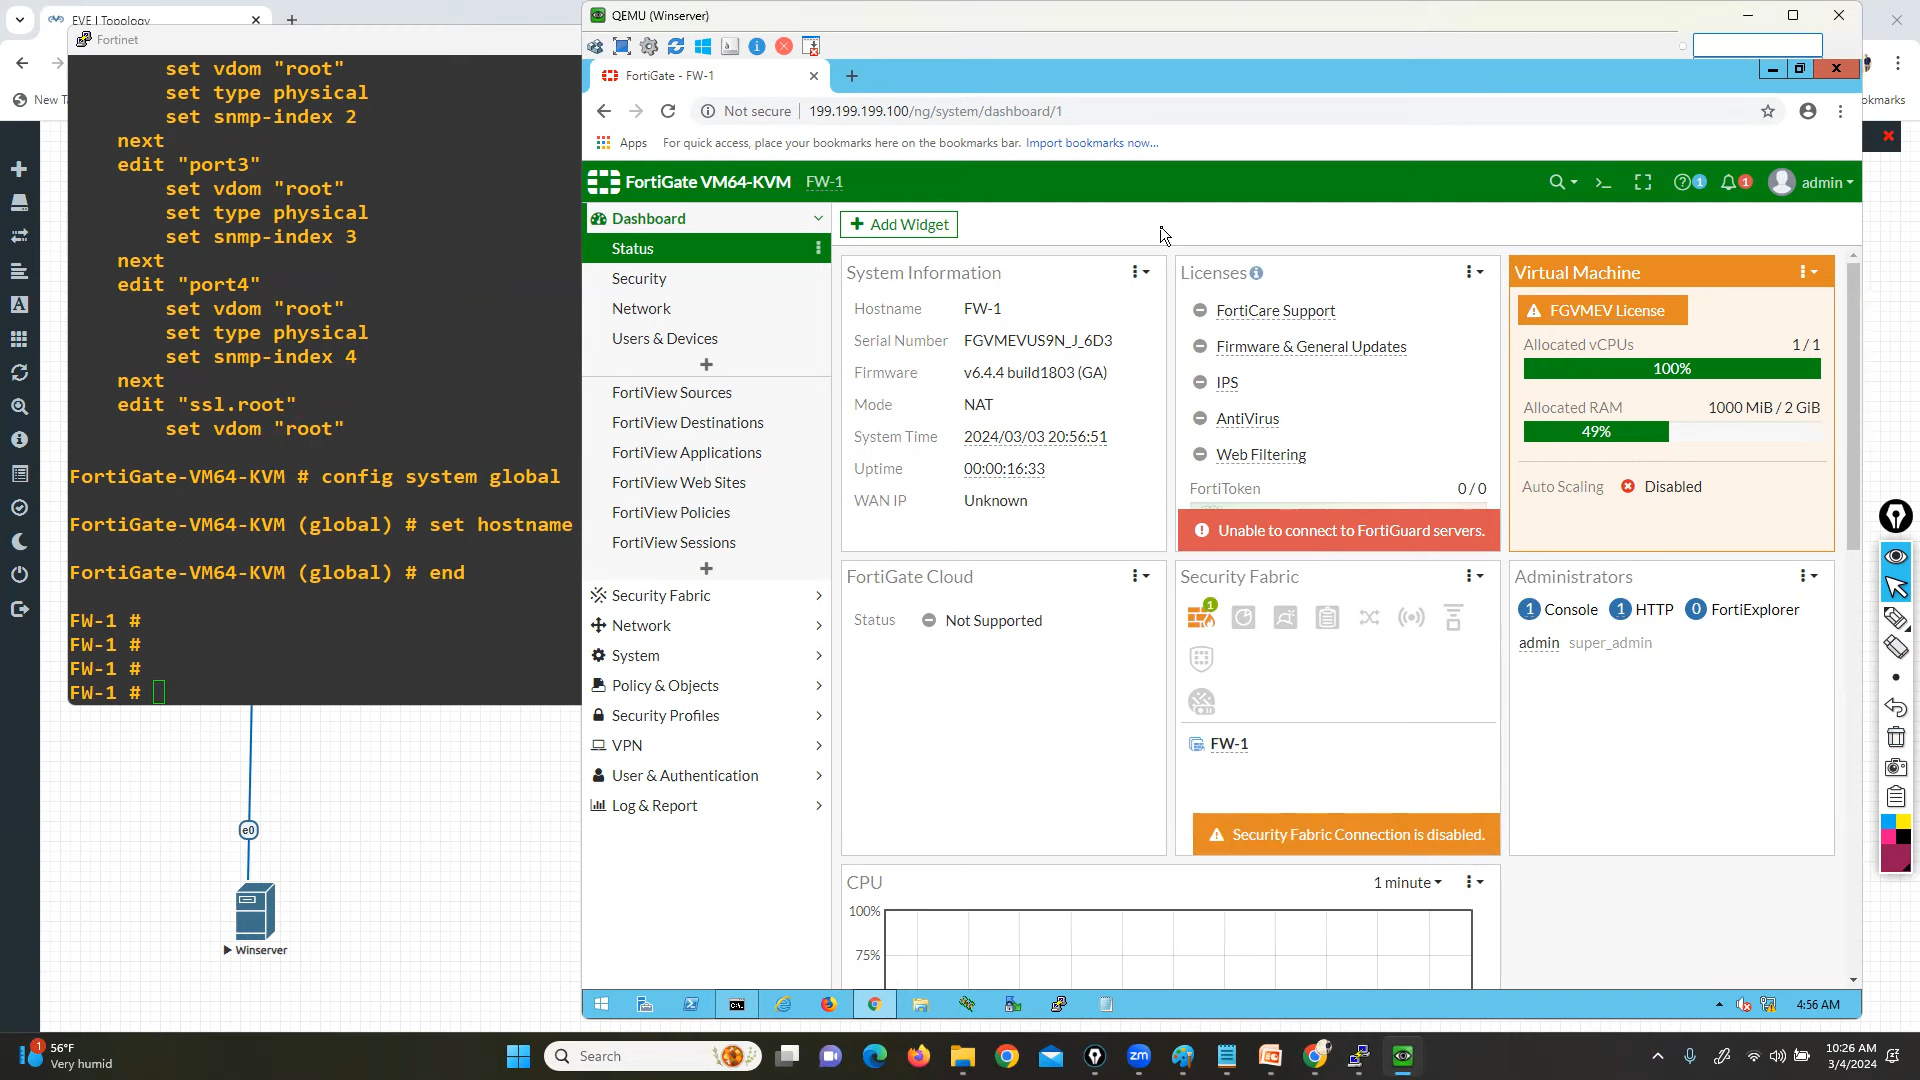 EVE | Topology
Fortinet
New Ta
set vdom "root"
set type physical
set snmp-index 2
next
edit "port3"
set vdom "root"
set type physical
set snmp-index 3
next
edit "port4"
set vdom "root"
set type physical
set snmp-index 4
next
edit "ssl.root"
set vdom "root"
FortiGate-VM64-KVM # config system global
FortiGate-VM64-KVM (global) # set hostname
FortiGate-VM64-KVM (global) # end
FW-1 #
FW-1 #
FW-1 #
FW-1 #
e0
Winserver
QEMU (Winserver)
FortiGate - FW-1
Not secure
199.199.199.100/ng/system/dashboard/1
okmarks
Apps
For quick access, place your bookmarks here on the bookmarks bar. Import bookmarks now...
FortiGate VM64-KVM
FW-1
1
1
admin
Dashboard
Status
Security
Network
Users & Devices
FortiView Sources
FortiView Destinations
FortiView Applications
FortiView Web Sites
FortiView Policies
FortiView Sessions
Security Fabric
Network
System
Policy & Objects
Security Profiles
VPN
User & Authentication
Log & Report
Add Widget
System Information
Hostname FW-1
Serial Number FGVMEVUS9N_J_6D3
Firmware v6.4.4 build1803 (GA)
Mode NAT
System Time 2024/03/03 20:56:51
Uptime 00:00:16:33
WAN IP Unknown
Licenses
FortiCare Support
Firmware & General Updates
IPS
AntiVirus
Web Filtering
FortiToken 0 / 0
Unable to connect to FortiGuard servers.
Virtual Machine
FGVMEV License
Allocated vCPUs 1 / 1
100%
Allocated RAM 1000 MiB / 2 GiB
49%
Auto Scaling Disabled
FortiGate Cloud
Status Not Supported
Security Fabric
1
FW-1
Security Fabric Connection is disabled.
Administrators
1 Console 1 HTTP 0 FortiExplorer
admin super_admin
CPU
1 minute
100%
75%
4:56 AM
1
56°F
Very humid
Search
zm
10:26 AM
3/4/2024